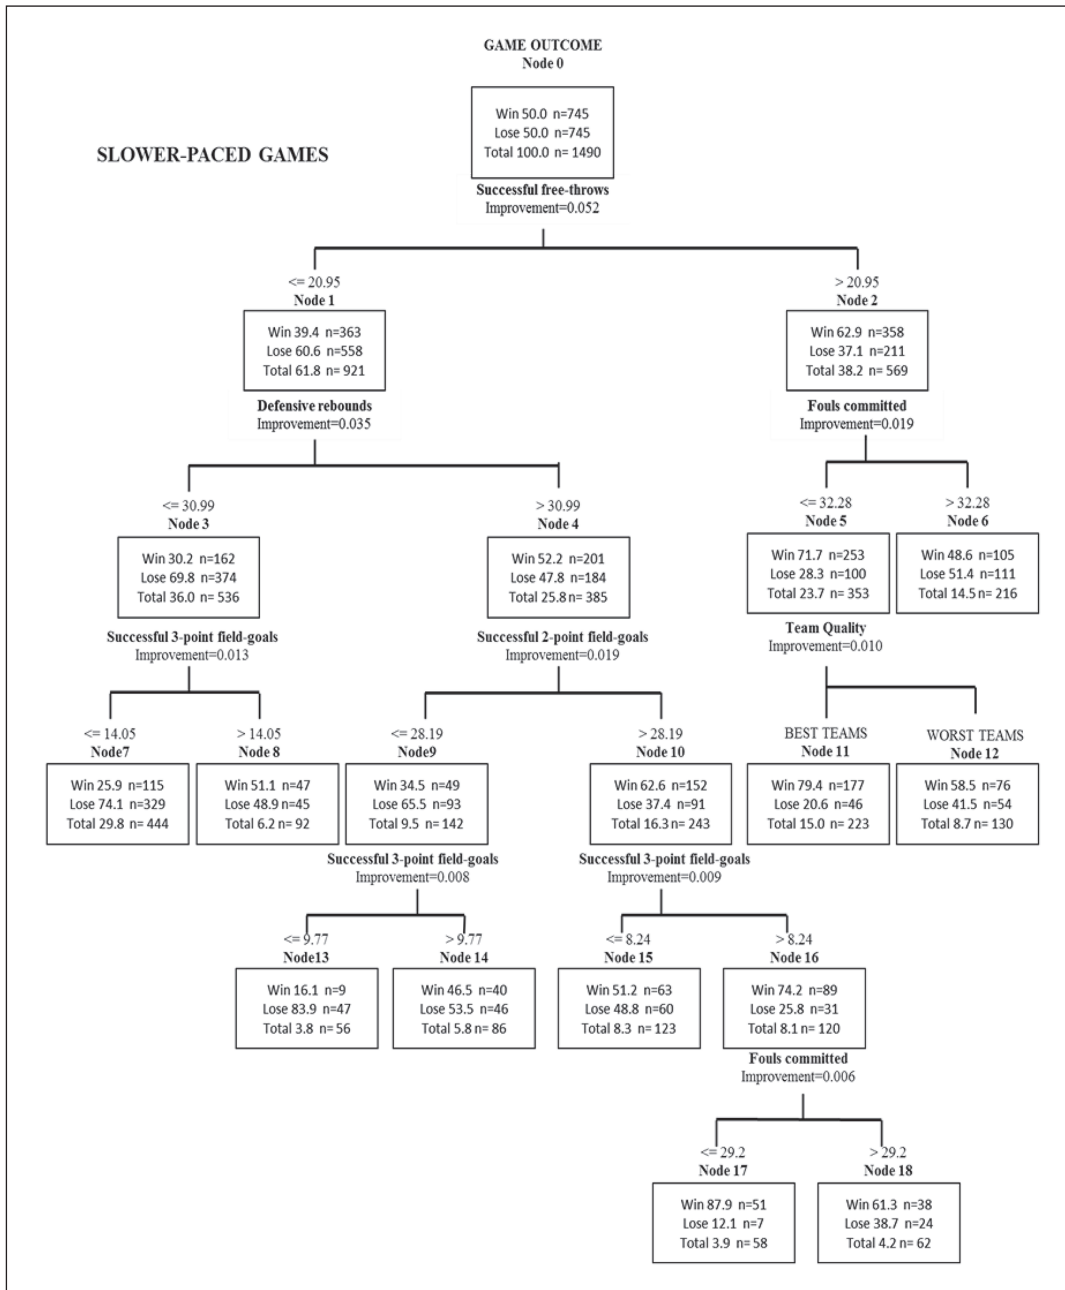 GAME OUTCOME
Node 0
Win 50.0 n=745
Lose 50.0 n=745
Total 100.0 n= 1490
SLOWER-PACED GAMES
Successful free-throws
Improvement=0.052
<= 20.95
Node 1
Win 39.4 n=363
Lose 60.6 n=558
Total 61.8 n= 921
Defensive rebounds
Improvement=0.035
> 20.95
Node 2
Win 62.9 n=358
Lose 37.1 n=211
Total 38.2 n= 569
Fouls committed
Improvement=0.019
<= 30.99
Node 3
Win 30.2 n=162
Lose 69.8 n=374
Total 36.0 n= 536
Successful 3-point field-goals
Improvement=0.013
> 30.99
Node 4
Win 52.2 n=201
Lose 47.8 n=184
Total 25.8 n= 385
Successful 2-point field-goals
Improvement=0.019
<= 32.28
Node 5
Win 71.7 n=253
Lose 28.3 n=100
Total 23.7 n= 353
Team Quality
Improvement=0.010
> 32.28
Node 6
Win 48.6 n=105
Lose 51.4 n=111
Total 14.5 n= 216
<= 14.05
Node7
Win 25.9 n=115
Lose 74.1 n=329
Total 29.8 n= 444
> 14.05
Node 8
Win 51.1 n=47
Lose 48.9 n=45
Total 6.2 n= 92
<= 28.19
Node9
Win 34.5 n=49
Lose 65.5 n=93
Total 9.5 n= 142
Successful 3-point field-goals
Improvement=0.008
> 28.19
Node 10
Win 62.6 n=152
Lose 37.4 n=91
Total 16.3 n= 243
Successful 3-point field-goals
Improvement=0.009
BEST TEAMS
Node 11
Win 79.4 n=177
Lose 20.6 n=46
Total 15.0 n= 223
WORST TEAMS
Node 12
Win 58.5 n=76
Lose 41.5 n=54
Total 8.7 n= 130
<= 9.77
Node13
Win 16.1 n=9
Lose 83.9 n=47
Total 3.8 n= 56
> 9.77
Node 14
Win 46.5 n=40
Lose 53.5 n=46
Total 5.8 n= 86
<= 8.24
Node 15
Win 51.2 n=63
Lose 48.8 n=60
Total 8.3 n= 123
> 8.24
Node 16
Win 74.2 n=89
Lose 25.8 n=31
Total 8.1 n= 120
Fouls committed
Improvement=0.006
<= 29.2
Node 17
Win 87.9 n=51
Lose 12.1 n=7
Total 3.9 n= 58
> 29.2
Node 18
Win 61.3 n=38
Lose 38.7 n=24
Total 4.2 n= 62